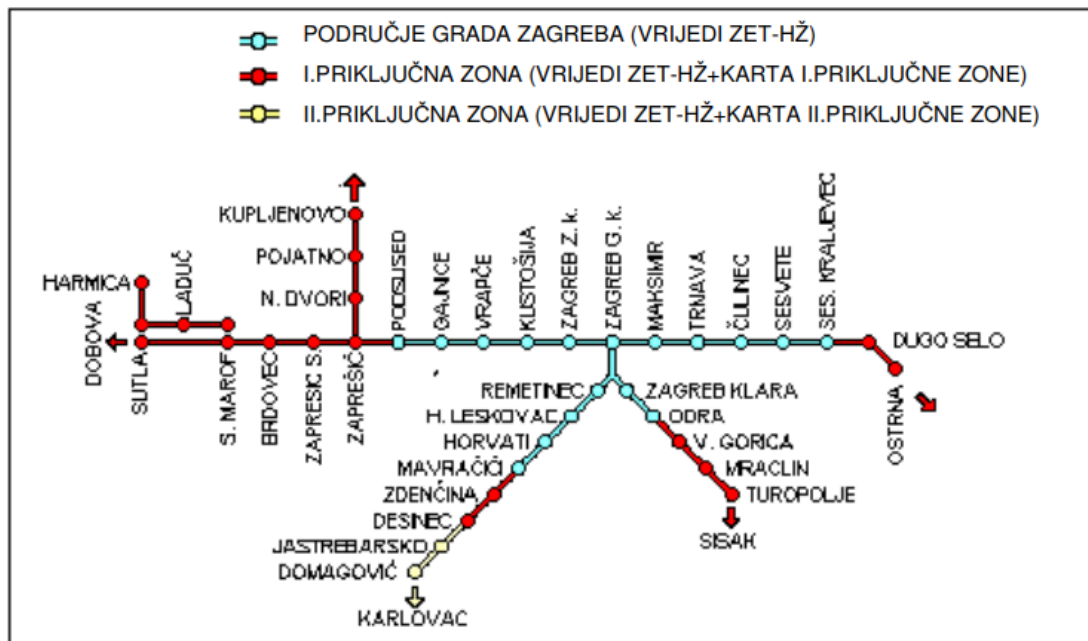 PODRUČJE GRADA ZAGREBA (VRIJEDI ZET-HŽ)
I.PRIKLJUČNA ZONA (VRIJEDI ZET-HŽ+KARTA I.PRIKLJUČNE ZONE)
II.PRIKLJUČNA ZONA (VRIJEDI ZET-HŽ+KARTA II.PRIKLJUČNE ZONE)
KUPLJENOVO
POJATNO
N. DVORI
HARMICA
LADUČ
DOBOVA
SUTLA
S. MAROF
BRDOVEC
ZAPREŠIC S.
ZAPREŠIĆ
PODSUSED
GAJNICE
VRAPČE
KUSTOŠIJA
ZAGREB Z. k.
ZAGREB G. k.
MAKSIMIR
TRNAVA
ČULINEC
SESVETE
SES. KRALJEVEC
DUGO SELO
OSTRNA
REMETINEC
H. LESKOVAC
HORVATI
MAVRAČIĆI
ZDENČINA
DESINEC
JASTREBARSKO
DOMAGOVIĆ
KARLOVAC
ZAGREB KLARA
ODRA
V. GORICA
MRACLIN
TUROPOLJE
SISAK